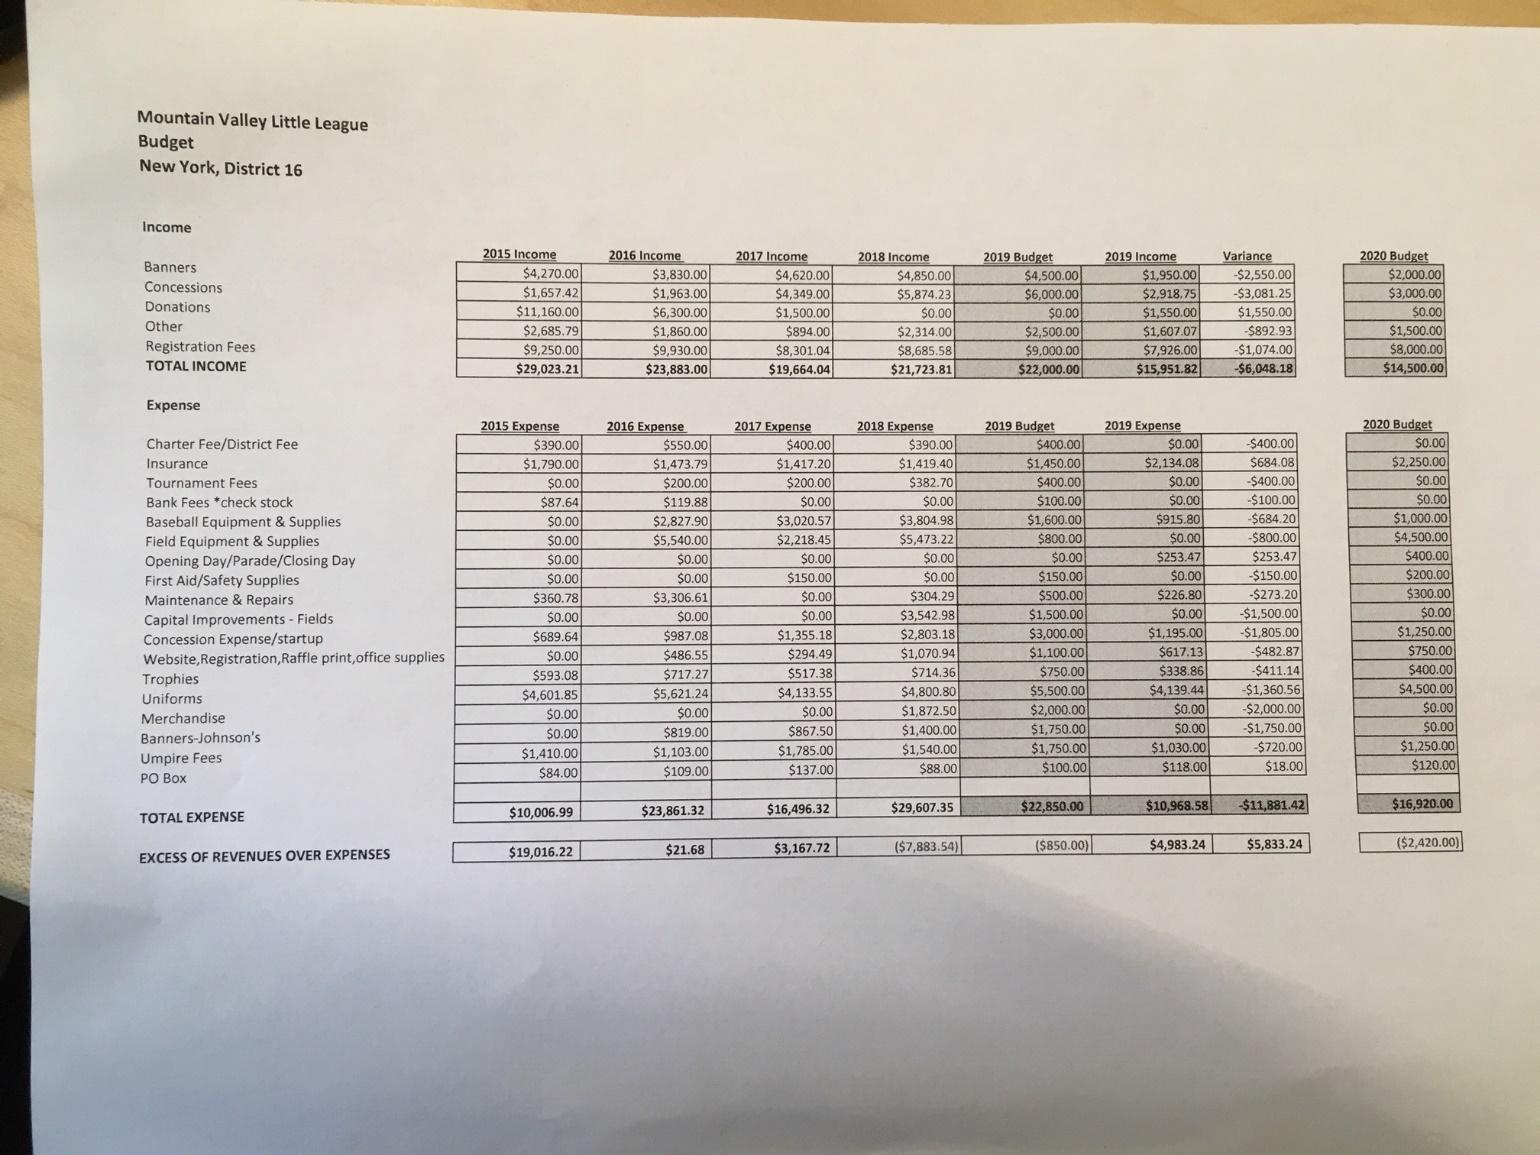 Mountain Valley Little League
Budget
New York, District 16
Income
2015 Income 2016 Income 2017 Income 2018 Income 2019 Budget 2019 Income Variance 2020 Budget
Banners $4,270.00 $3,830.00 $4,620.00 $4,850.00 $4,500.00 $1,950.00 -$2,550.00 $2,000.00
Concessions $1,657.42 $1,963.00 $4,349.00 $5,874.23 $6,000.00 $2,918.75 -$3,081.25 $3,000.00
Donations $11,160.00 $6,300.00 $1,500.00 $0.00 $0.00 $1,550.00 $1,550.00 $0.00
Other $2,685.79 $1,860.00 $894.00 $2,314.00 $2,500.00 $1,607.07 -$892.93 $1,500.00
Registration Fees $9,250.00 $9,930.00 $8,301.04 $8,685.58 $9,000.00 $7,926.00 -$1,074.00 $8,000.00
TOTAL INCOME $29,023.21 $23,883.00 $19,664.04 $21,723.81 $22,000.00 $15,951.82 -$6,048.18 $14,500.00
Expense
2015 Expense 2016 Expense 2017 Expense 2018 Expense 2019 Budget 2019 Expense 2020 Budget
Charter Fee/District Fee $390.00 $550.00 $400.00 $390.00 $400.00 $0.00 -$400.00 $0.00
Insurance $1,790.00 $1,473.79 $1,417.20 $1,419.40 $1,450.00 $2,134.08 $684.08 $2,250.00
Tournament Fees $0.00 $200.00 $200.00 $382.70 $400.00 $0.00 -$400.00 $0.00
Bank Fees *check stock $87.64 $119.88 $0.00 $0.00 $100.00 $0.00 -$100.00 $0.00
Baseball Equipment & Supplies $0.00 $2,827.90 $3,020.57 $3,804.98 $1,600.00 $915.80 -$684.20 $1,000.00
Field Equipment & Supplies $0.00 $5,540.00 $2,218.45 $5,473.22 $800.00 $0.00 -$800.00 $4,500.00
Opening Day/Parade/Closing Day $0.00 $0.00 $0.00 $0.00 $0.00 $253.47 $253.47 $400.00
First Aid/Safety Supplies $0.00 $0.00 $150.00 $0.00 $150.00 $0.00 -$150.00 $200.00
Maintenance & Repairs $360.78 $3,306.61 $0.00 $304.29 $500.00 $226.80 -$273.20 $300.00
Capital Improvements - Fields $0.00 $0.00 $0.00 $3,542.98 $1,500.00 $0.00 -$1,500.00 $0.00
Concession Expense/startup $689.64 $987.08 $1,355.18 $2,803.18 $3,000.00 $1,195.00 -$1,805.00 $1,250.00
Website,Registration,Raffle print,office supplies $0.00 $486.55 $294.49 $1,070.94 $1,100.00 $617.13 -$482.87 $750.00
Trophies $593.08 $717.27 $517.38 $714.36 $750.00 $338.86 -$411.14 $400.00
Uniforms $4,601.85 $5,621.24 $4,133.55 $4,800.80 $5,500.00 $4,139.44 -$1,360.56 $4,500.00
Merchandise $0.00 $0.00 $0.00 $1,872.50 $2,000.00 $0.00 -$2,000.00 $0.00
Banners-Johnson's $0.00 $819.00 $867.50 $1,400.00 $1,750.00 $0.00 -$1,750.00 $0.00
Umpire Fees $1,410.00 $1,103.00 $1,785.00 $1,540.00 $1,750.00 $1,030.00 -$720.00 $1,250.00
PO Box $84.00 $109.00 $137.00 $88.00 $100.00 $118.00 $18.00 $120.00
TOTAL EXPENSE $10,006.99 $23,861.32 $16,496.32 $29,607.35 $22,850.00 $10,968.58 -$11,881.42 $16,920.00
EXCESS OF REVENUES OVER EXPENSES $19,016.22 $21.68 $3,167.72 ($7,883.54) ($850.00) $4,983.24 $5,833.24 ($2,420.00)